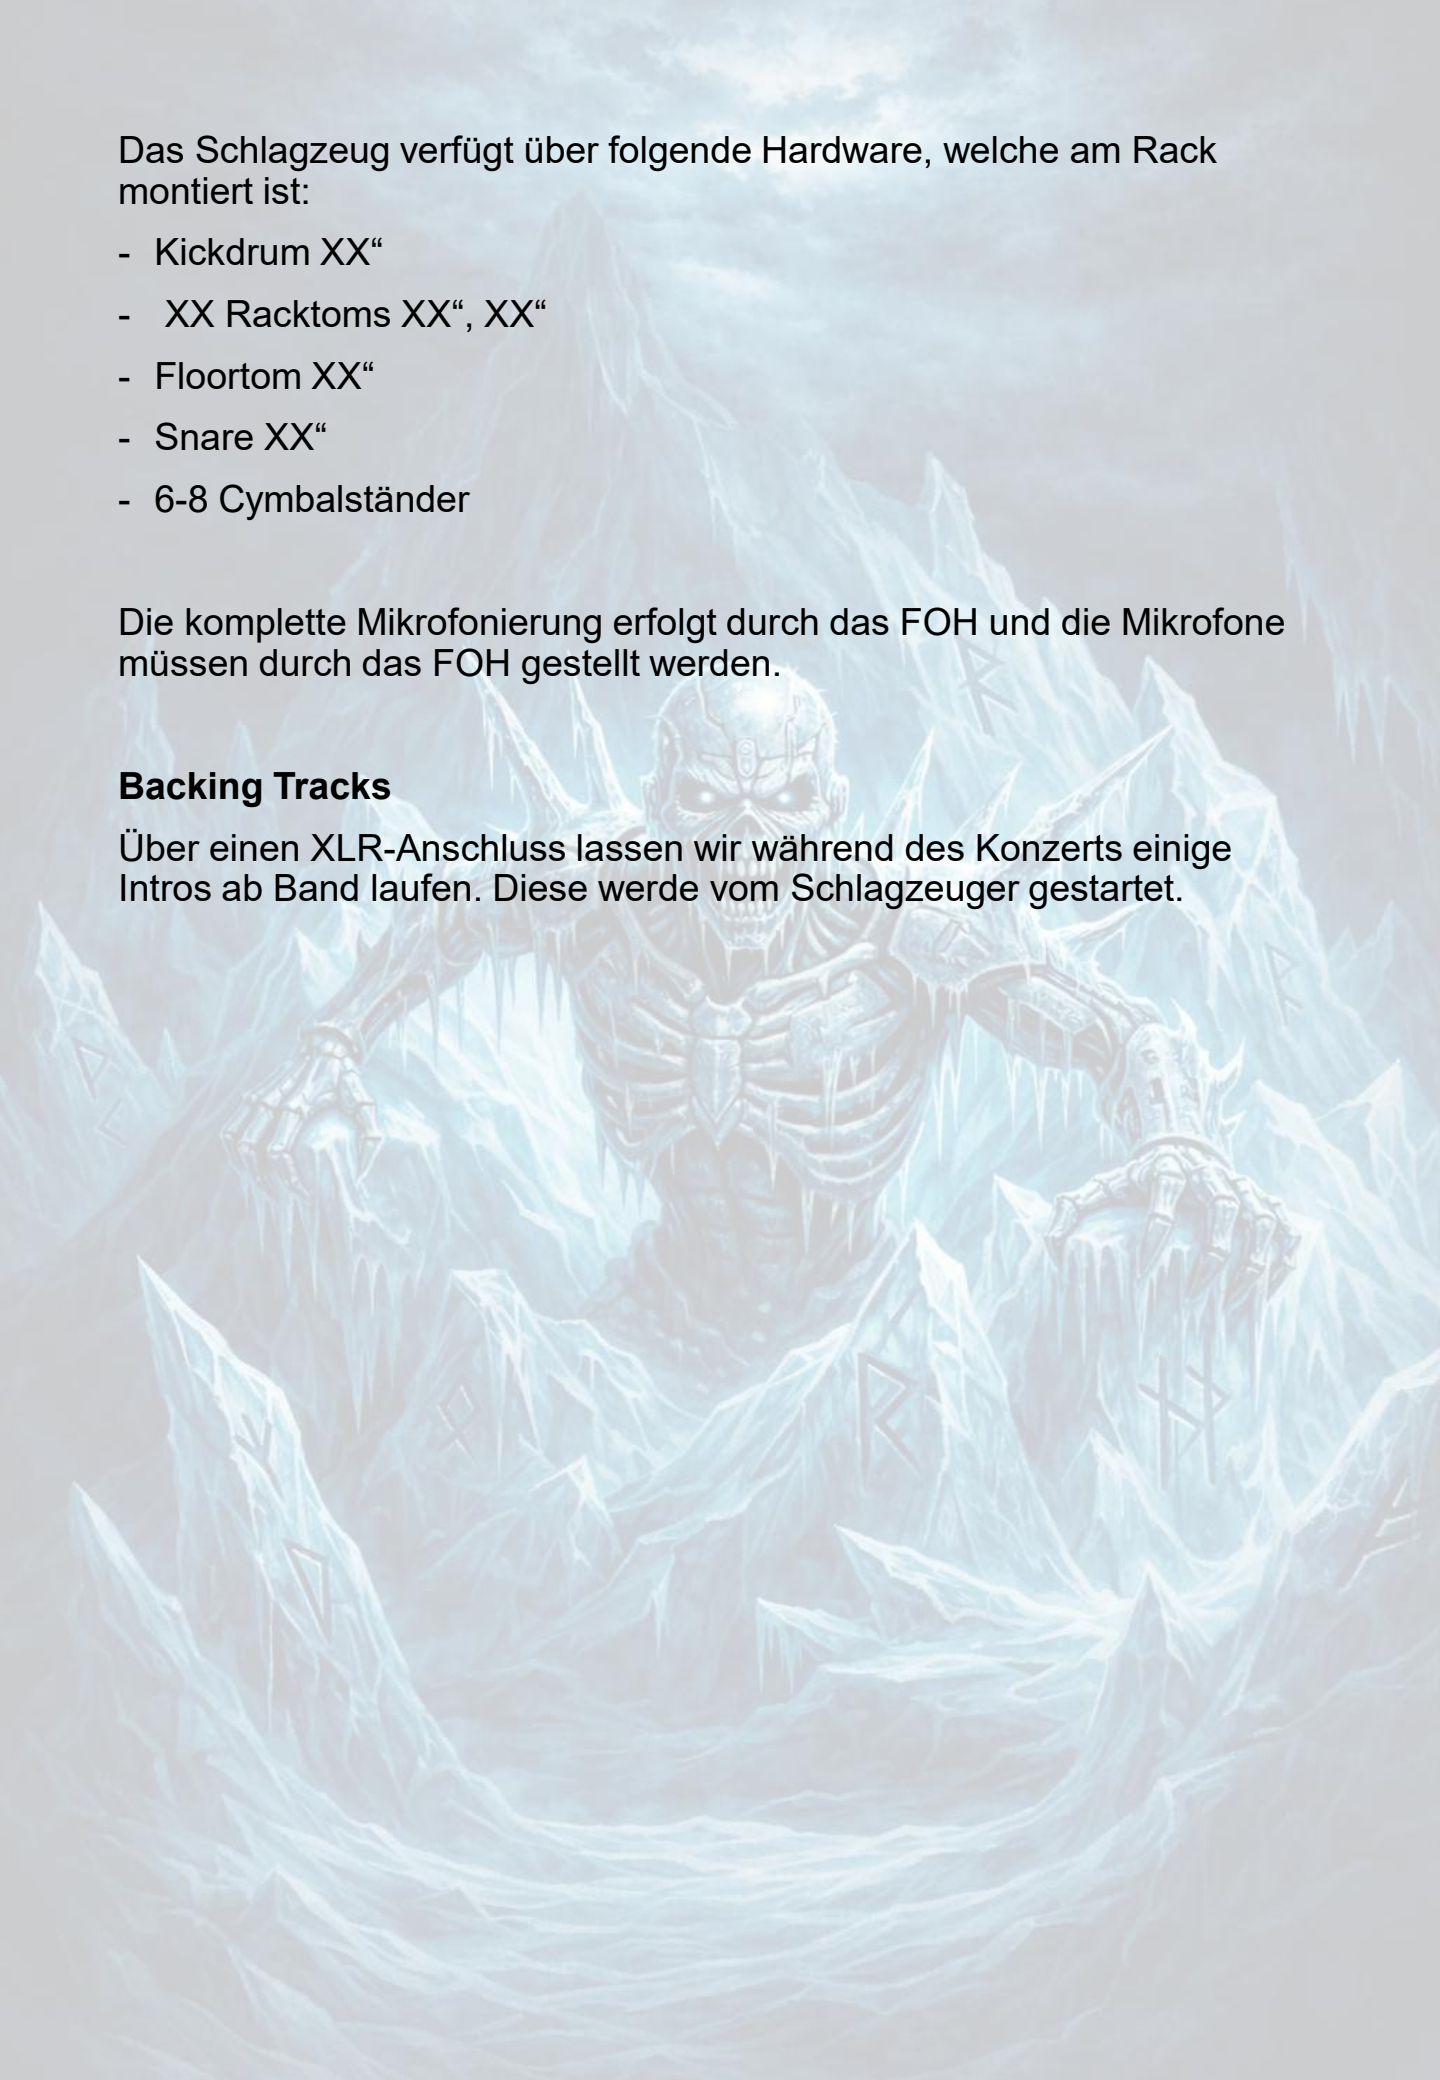 Das Schlagzeug verfügt über folgende Hardware, welche am Rack
montiert ist:
- Kickdrum XX“
- XX Racktoms XX“, XX“
- Floortom XX“
- Snare XX“
- 6-8 Cymbalständer
Die komplette Mikrofonierung erfolgt durch das FOH und die Mikrofone
müssen durch das FOH gestellt werden.
Backing Tracks
Über einen XLR-Anschluss lassen wir während des Konzerts einige
Intros ab Band laufen. Diese werde vom Schlagzeuger gestartet.